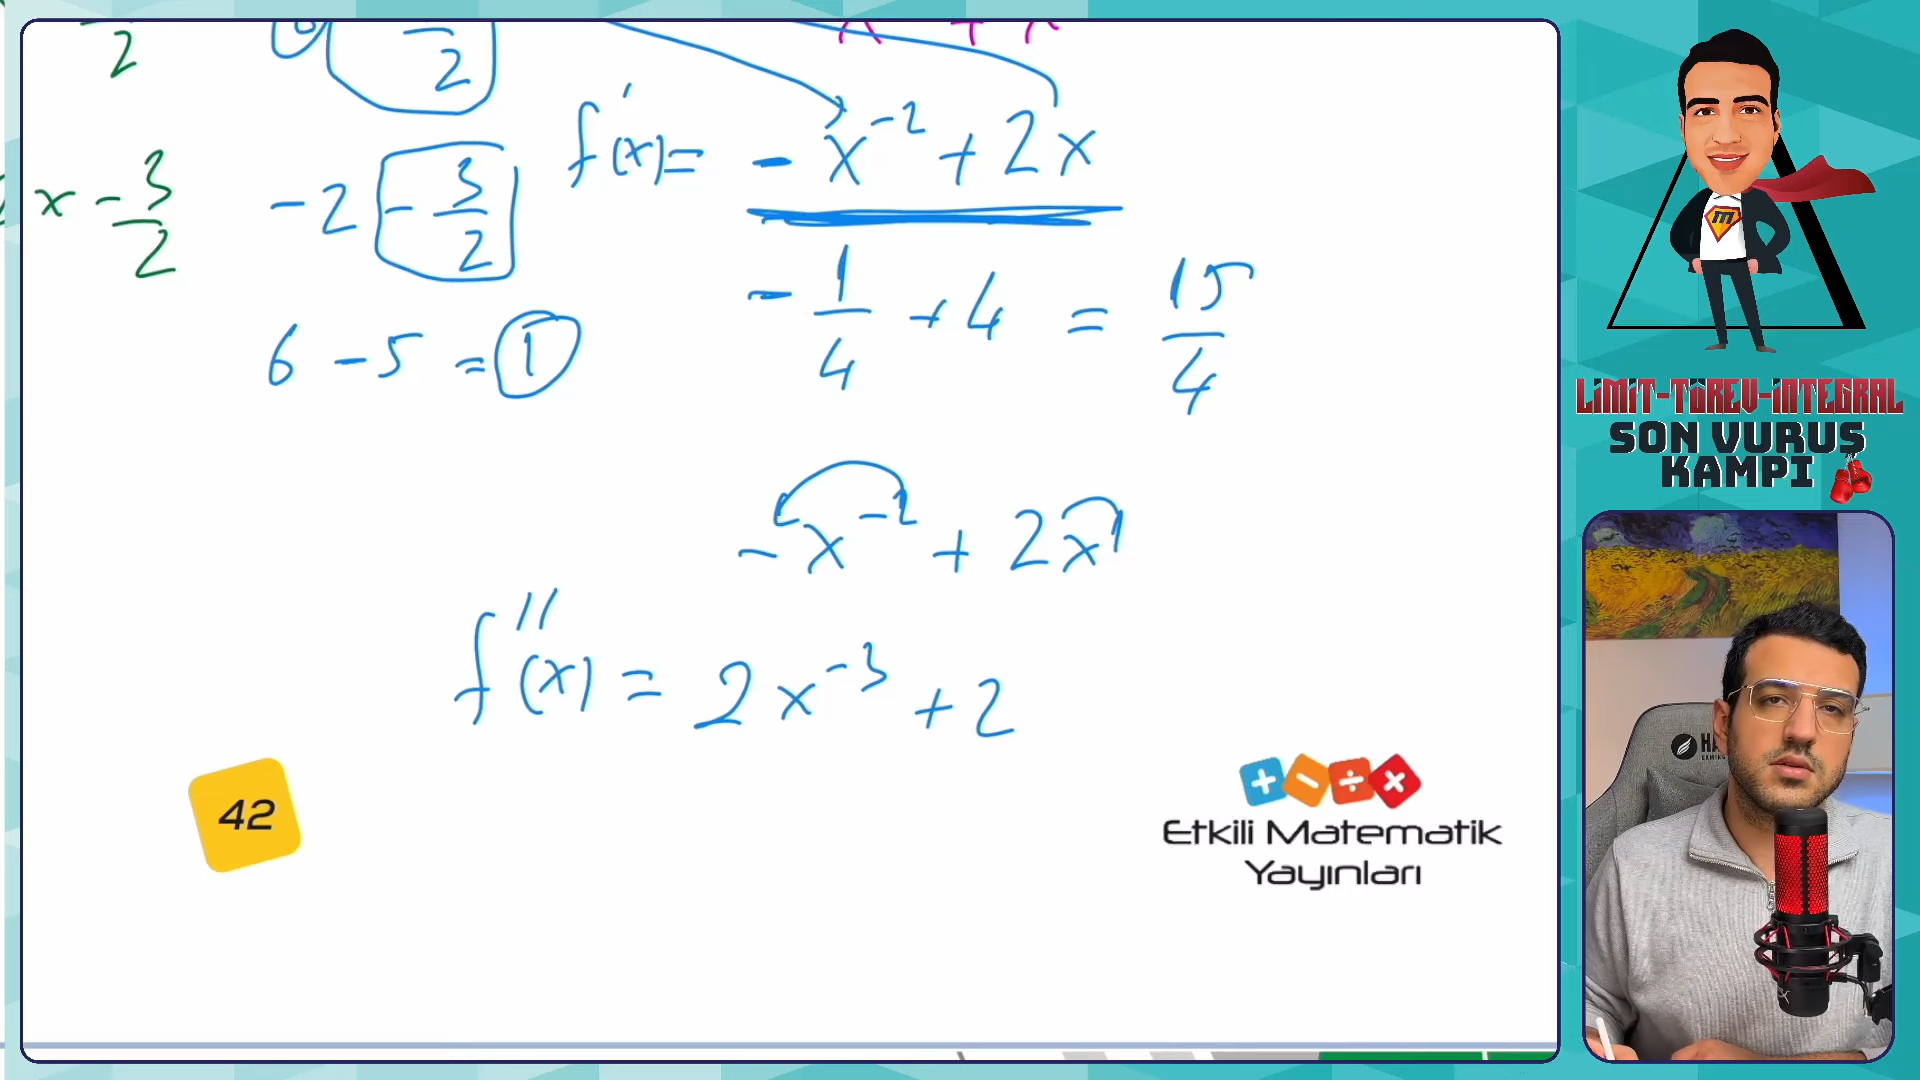 2
2
f'(x) = -x^-2 + 2x
x - 3/2
-2 - 3/2
-1/4 + 4 = 15/4
6 - 5 = 1
-x^-2 + 2x^1
f''(x) = 2x^-3 + 2
42
+ - ÷ ×
Etkili Matematik
Yayınları
m
LİMİT-TÜREV-İNTEGRAL
SON VURUŞ
KAMPI